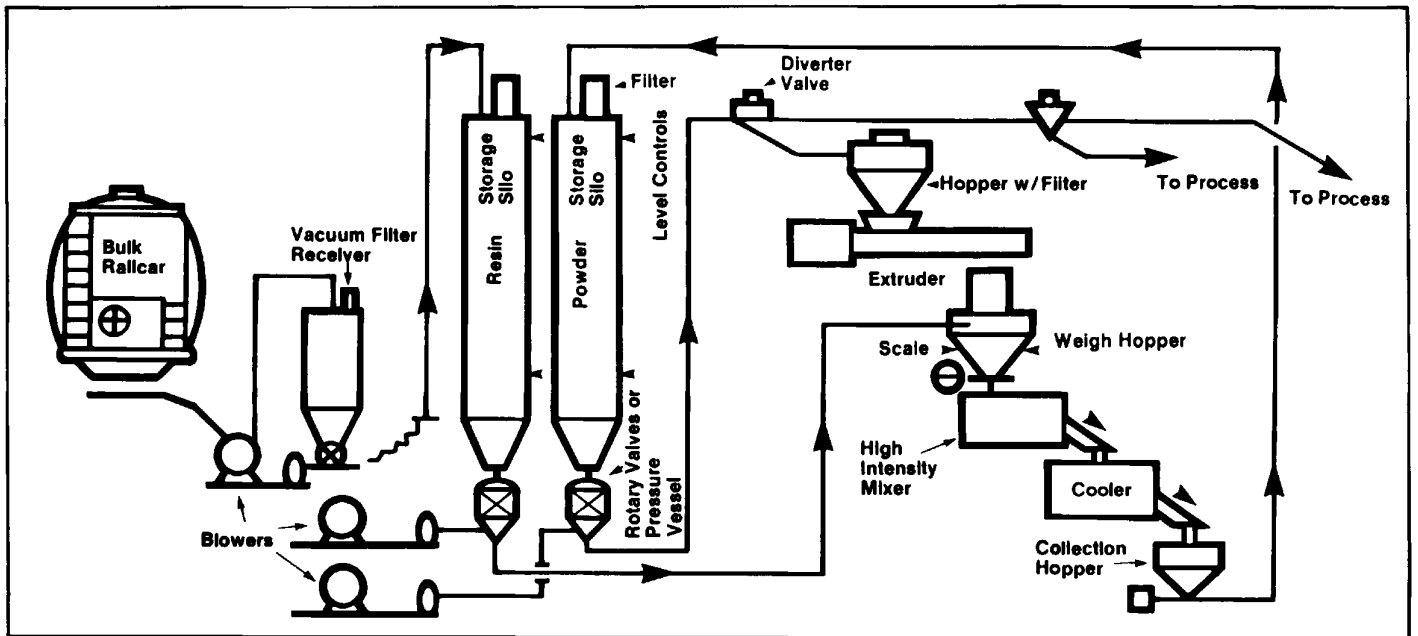 Diverter
Valve
Filter
Storage
Silo
Resin
Storage
Silo
Powder
Level Controls
Hopper w/Filter
To Process
To Process
Bulk
Railcar
Vacuum Filter
Receiver
Extruder
Scale
Weigh Hopper
Rotary Valves or
Pressure
Vessel
High
Intensity
Mixer
Cooler
Blowers
Collection
Hopper